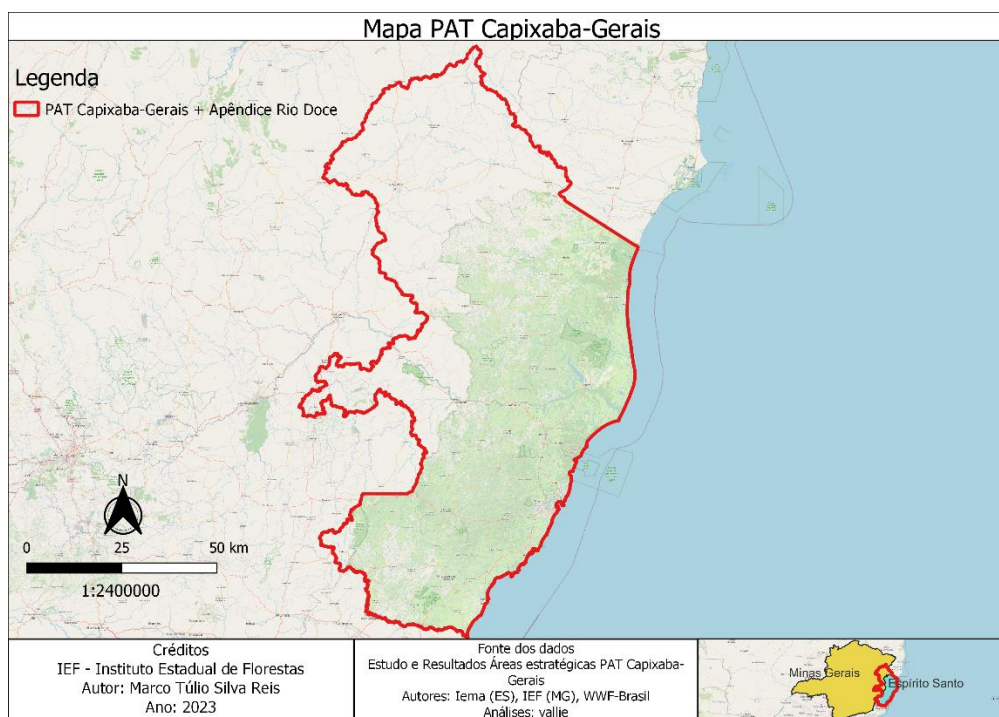 Mapa PAT Capixaba-Gerais
Legenda
PAT Capixaba-Gerais + Apêndice Rio Doce
N
0 25 50 km
1:2400000
Créditos
IEF - Instituto Estadual de Florestas
Autor: Marco Túlio Silva Reis
Ano: 2023
Fonte dos dados
Estudo e Resultados Áreas estratégicas PAT Capixaba-
Gerais
Autores: Iema (ES), IEF (MG), WWF-Brasil
Análises: vallie
Minas Gerais
Espírito Santo